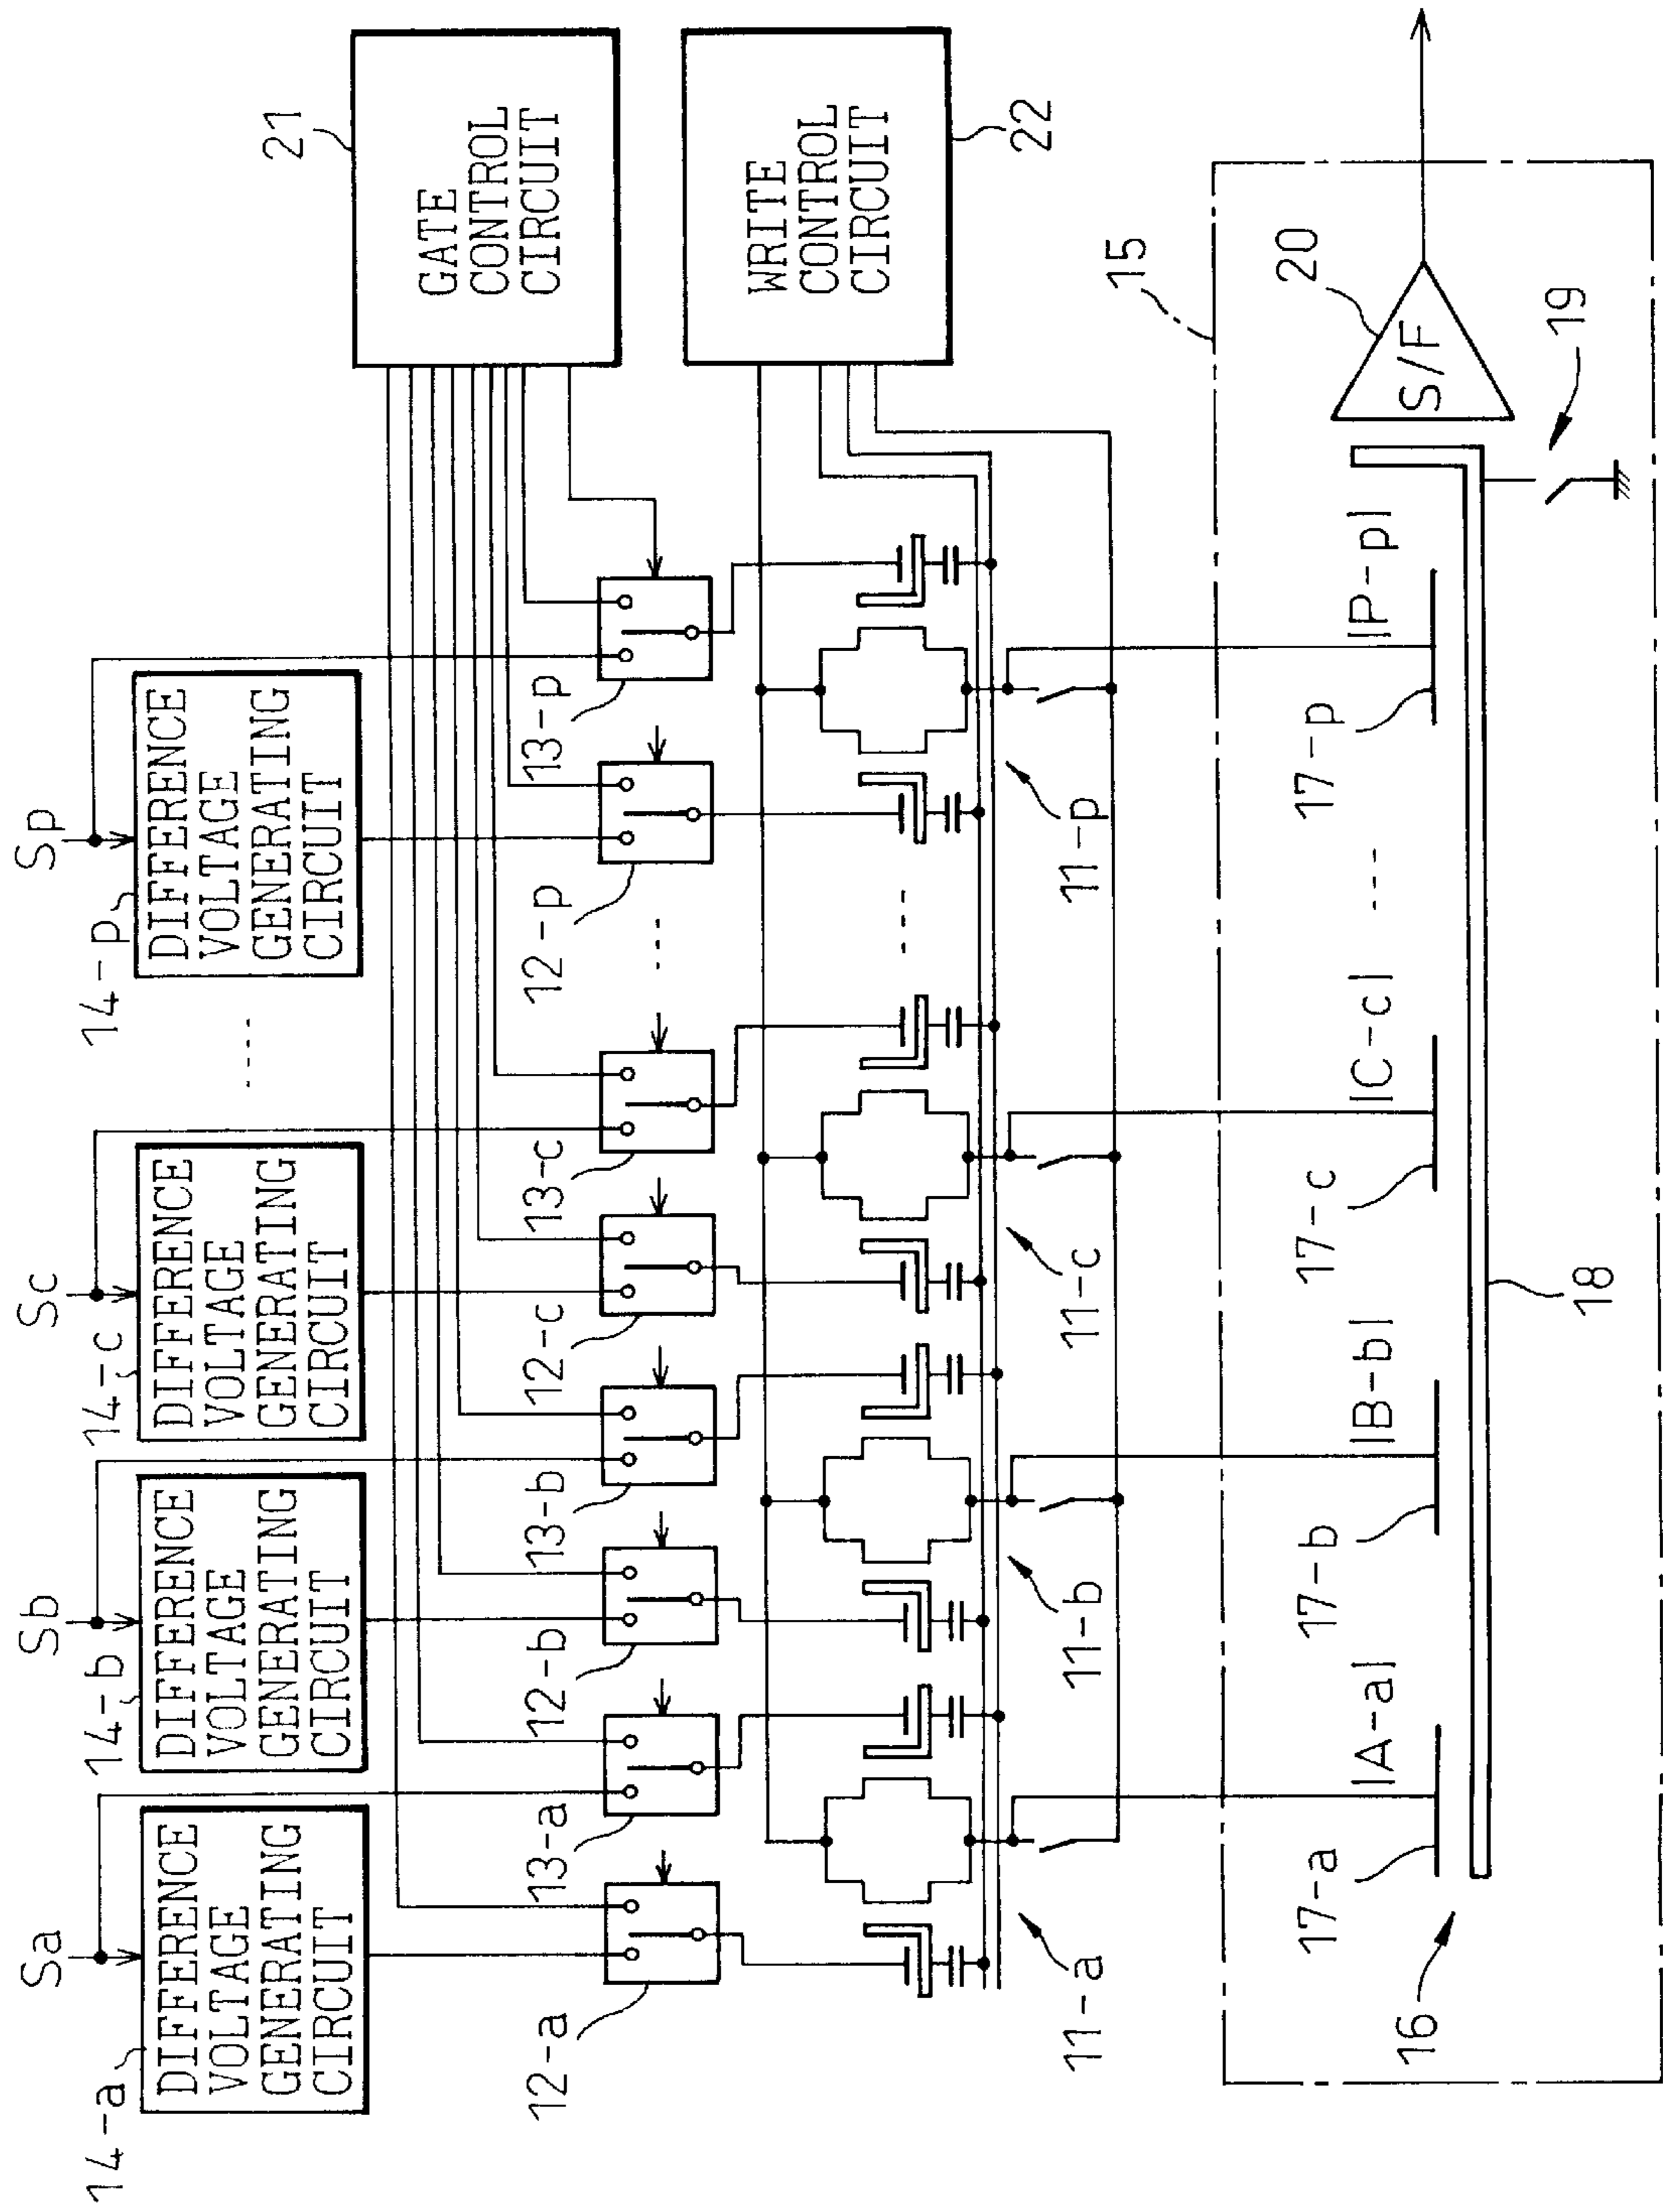 Sa
Sb
Sc
Sp
14-a
DIFFERENCE
VOLTAGE
GENERATING
CIRCUIT
14-b
DIFFERENCE
VOLTAGE
GENERATING
CIRCUIT
14-c
DIFFERENCE
VOLTAGE
GENERATING
CIRCUIT
14-p
DIFFERENCE
VOLTAGE
GENERATING
CIRCUIT
21
GATE
CONTROL
CIRCUIT
12-a
13-a
12-b
13-b
12-c
13-c
12-p
13-p
WRITE
CONTROL
CIRCUIT
22
11-a
11-b
11-c
11-p
15
17-a
|A-a|
17-b
|B-b|
17-c
|C-c|
17-p
|P-p|
20
S/F
16
18
19